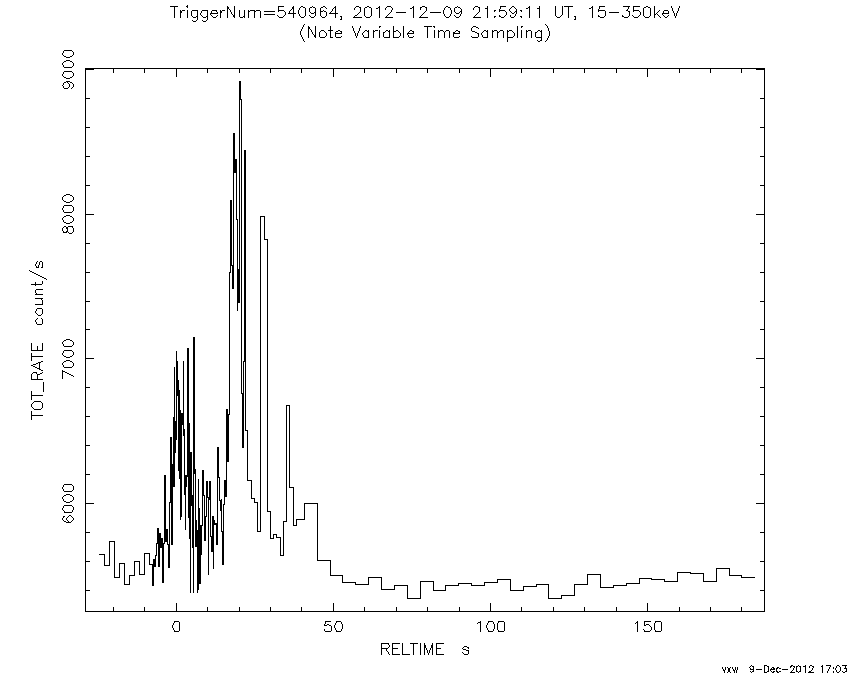 TriggerNum=540964, 2012-12-09 21:59:11 UT, 15-350keV
(Note Variable Time Sampling)
9000
8000
7000
6000
TOT_RATE count/s
0 50 100 150
RELTIME s
vxw 9-Dec-2012 17:03